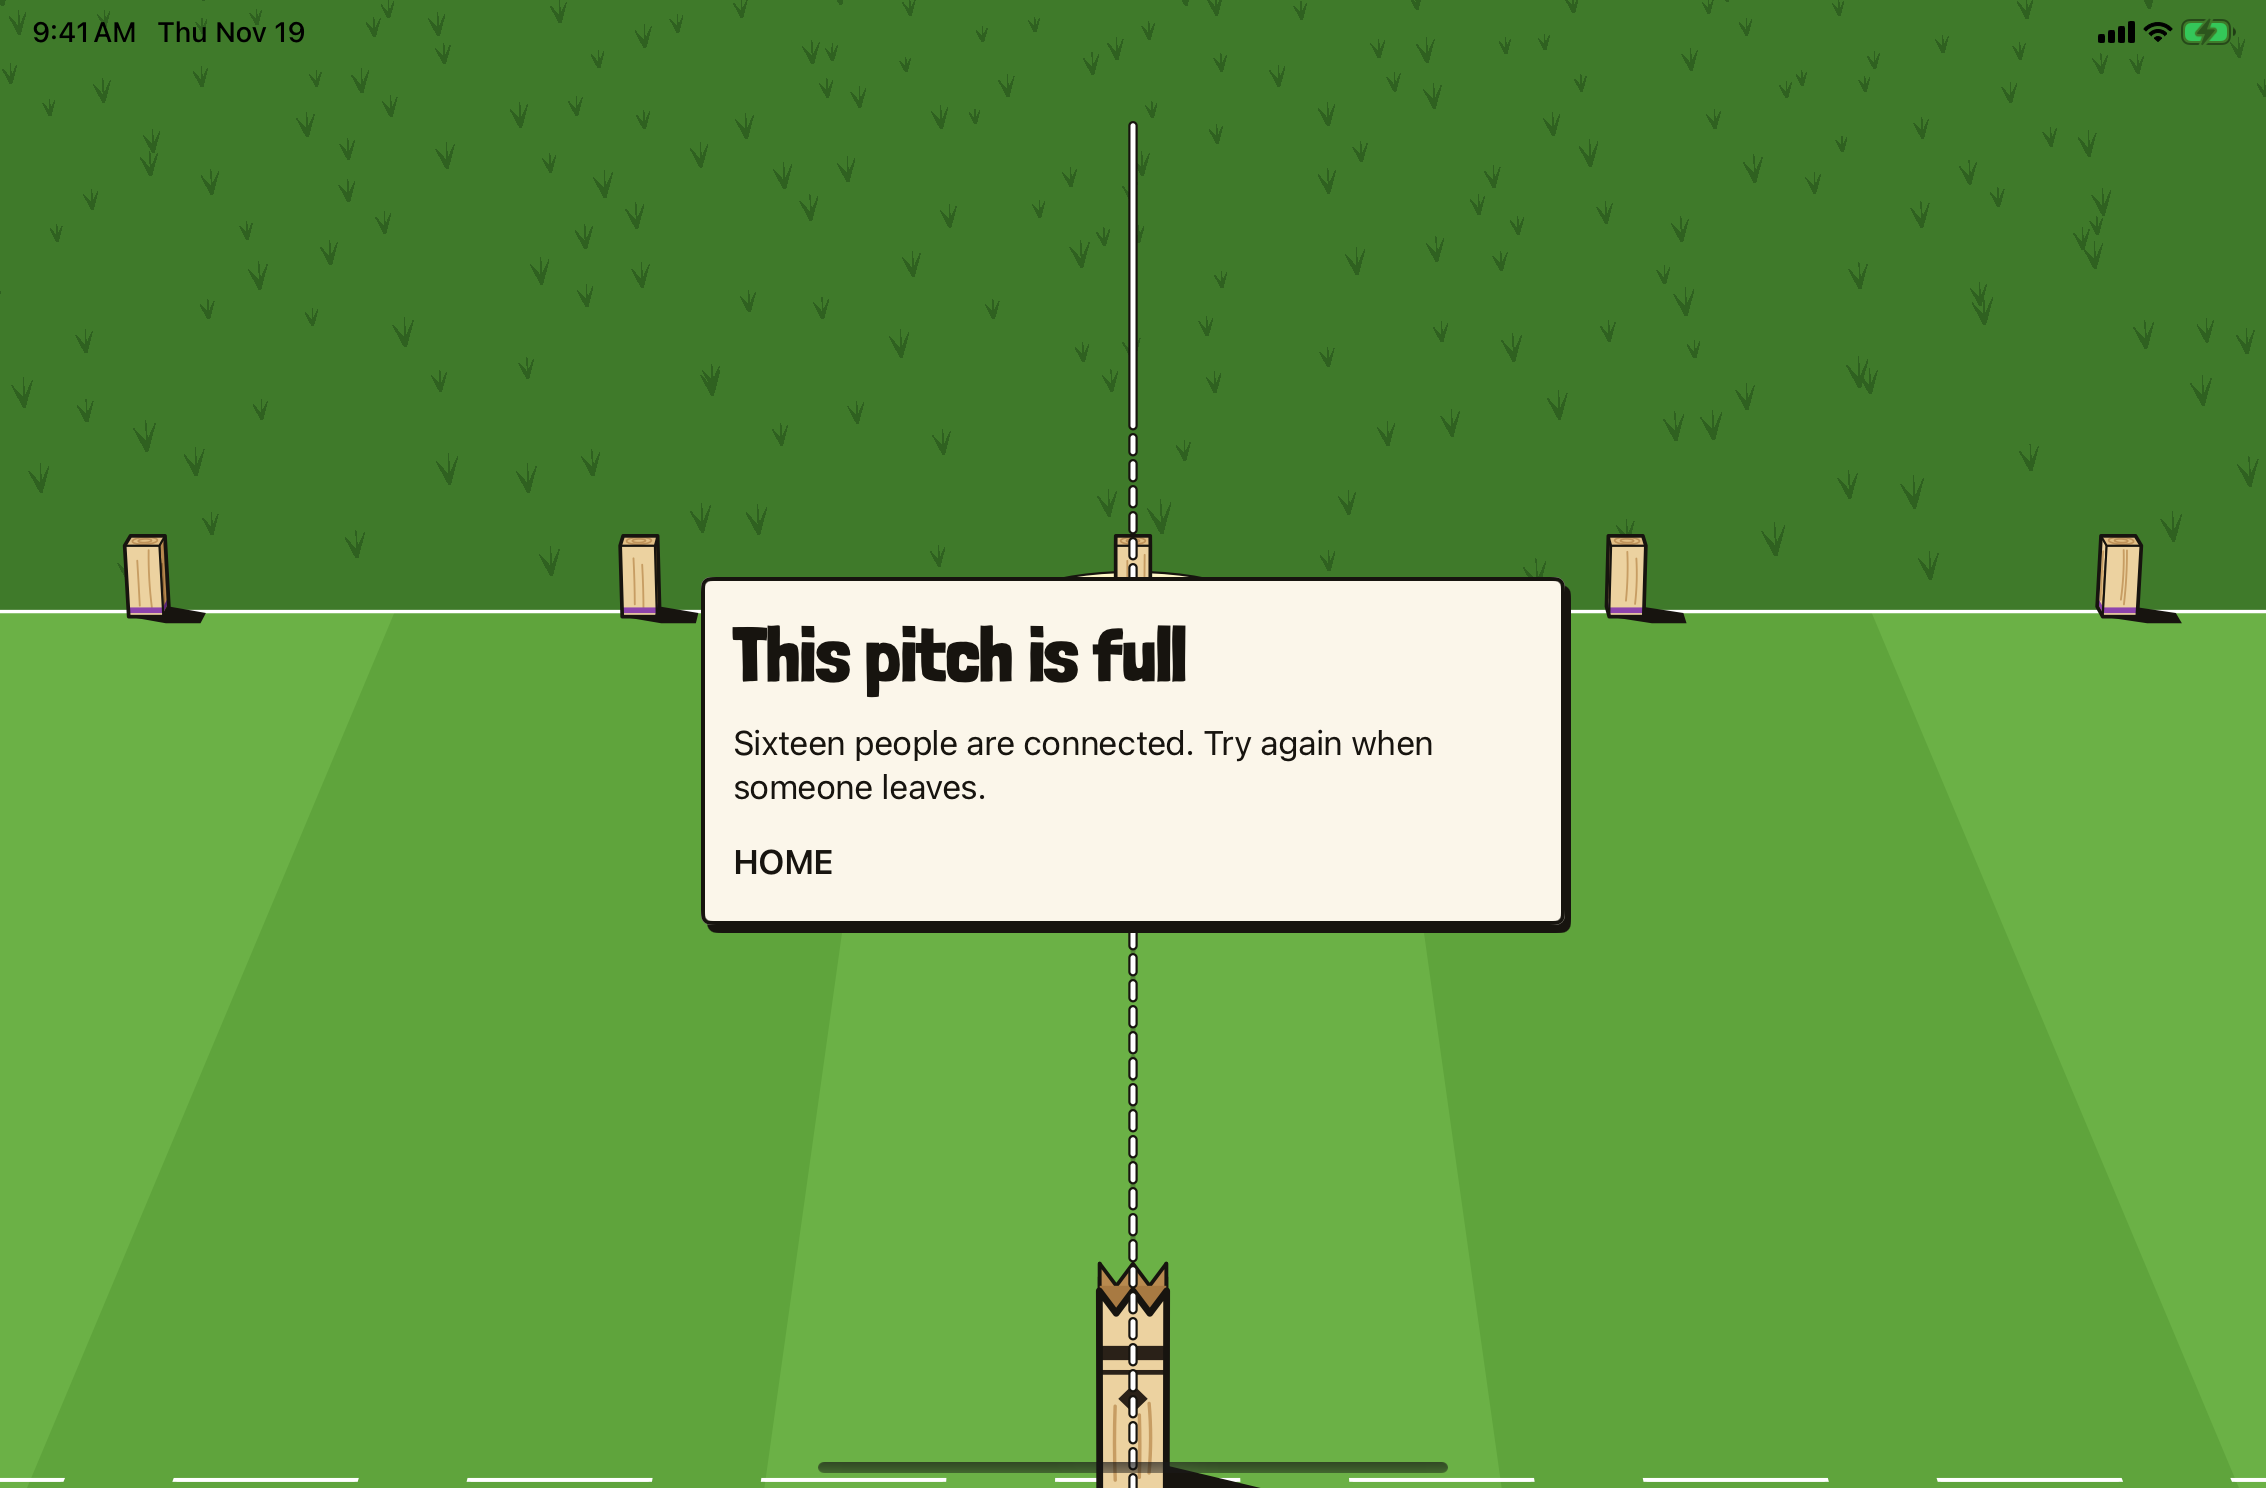 9:41 AM Thu Nov 19
This pitch is full
Sixteen people are connected. Try again when
someone leaves.
HOME